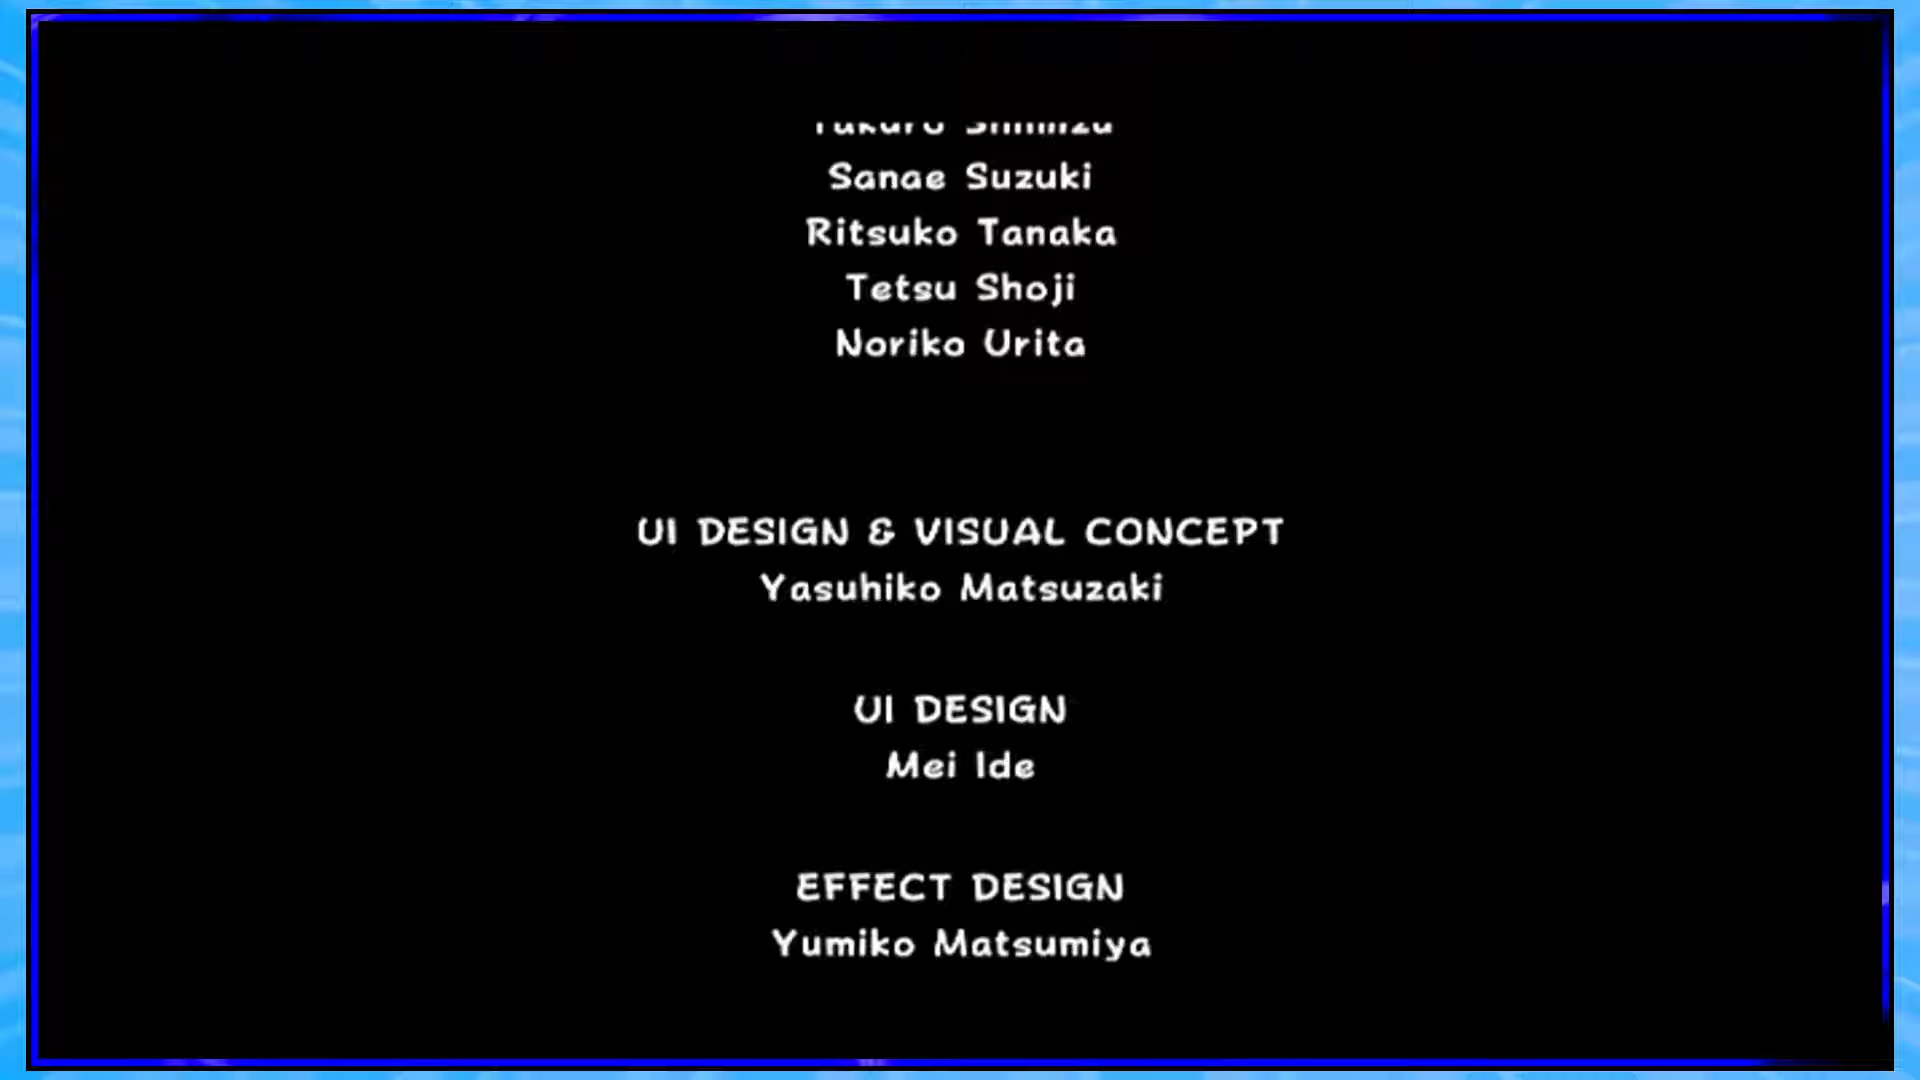 Sanae Suzuki
Ritsuko Tanaka
Tetsu Shoji
Noriko Urita
UI DESIGN & VISUAL CONCEPT
Yasuhiko Matsuzaki
UI DESIGN
Mei Ide
EFFECT DESIGN
Yumiko Matsumiya